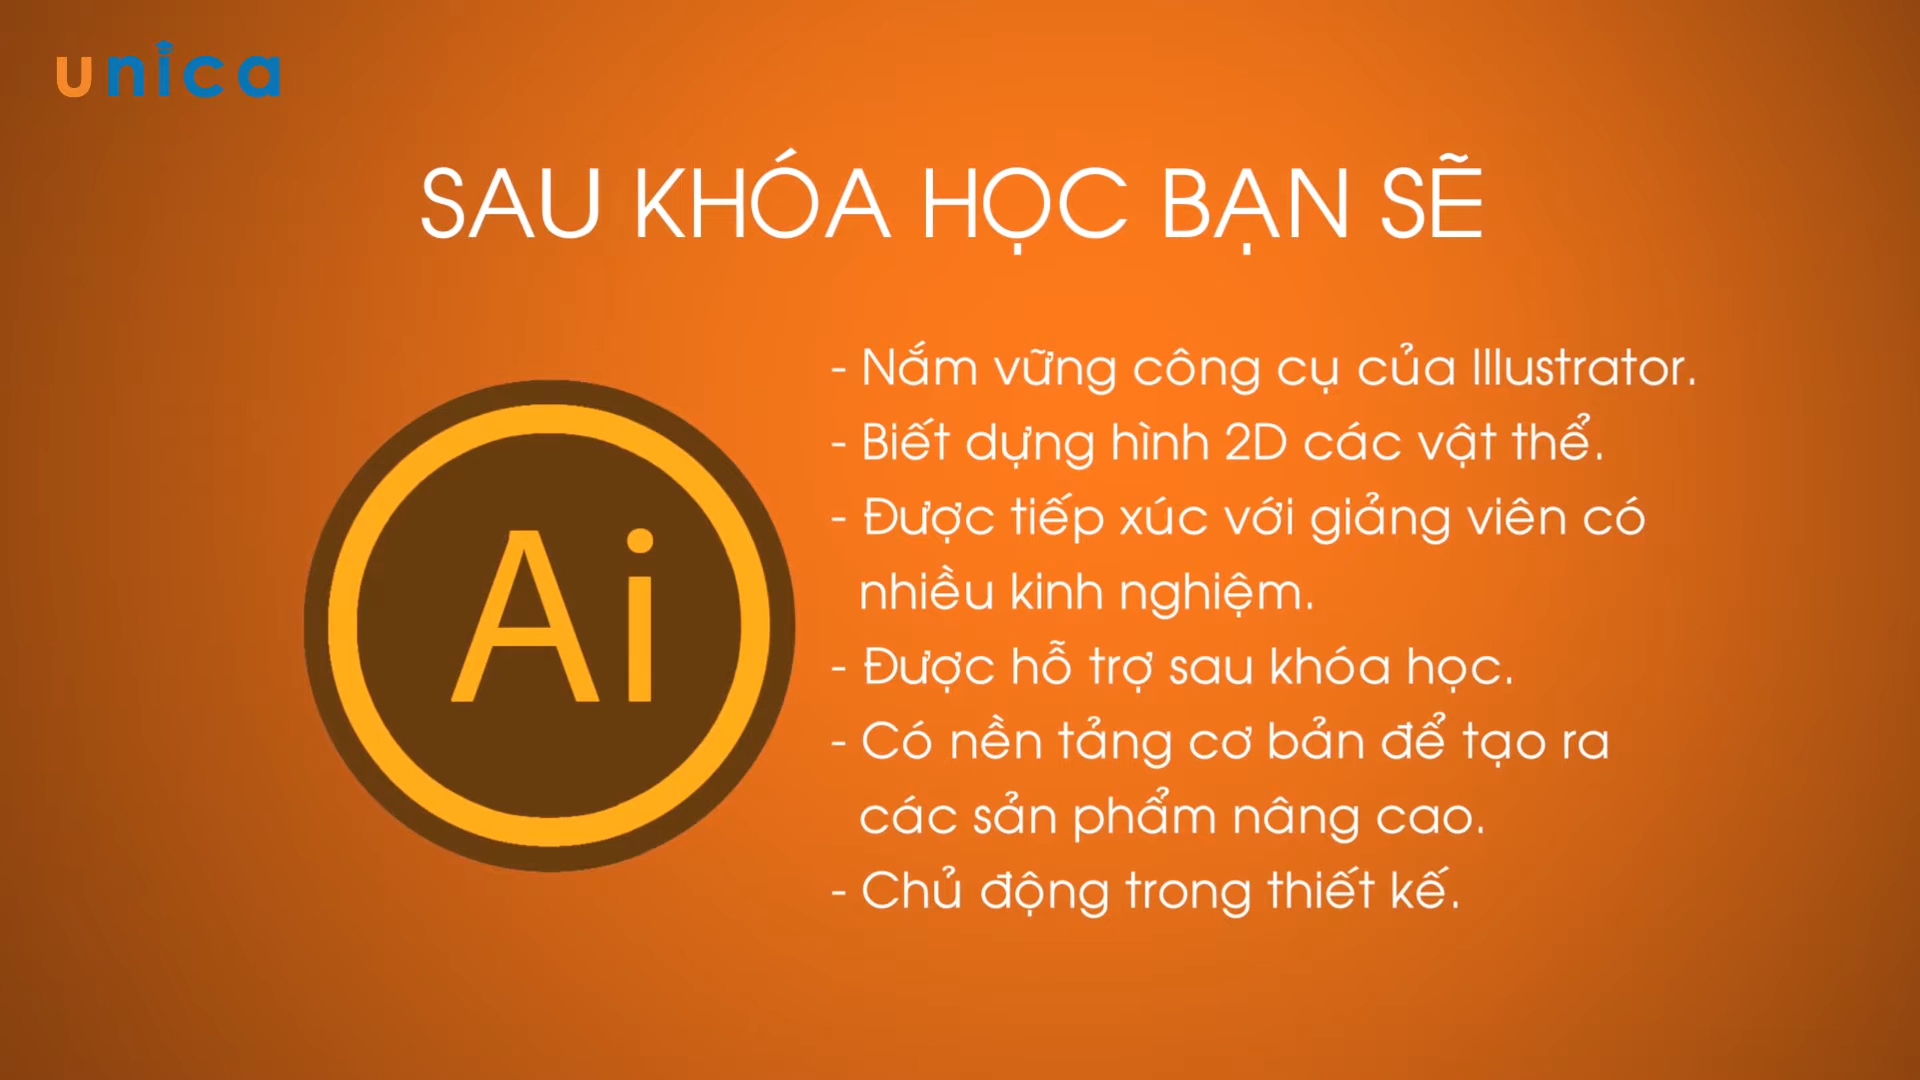 unica
SAU KHÓA HỌC BẠN SẼ
- Nắm vững công cụ của Illustrator.
- Biết dựng hình 2D các vật thể.
- Được tiếp xúc với giảng viên có
nhiều kinh nghiệm.
- Được hỗ trợ sau khóa học.
- Có nền tảng cơ bản để tạo ra
các sản phẩm nâng cao.
- Chủ động trong thiết kế.
Ai